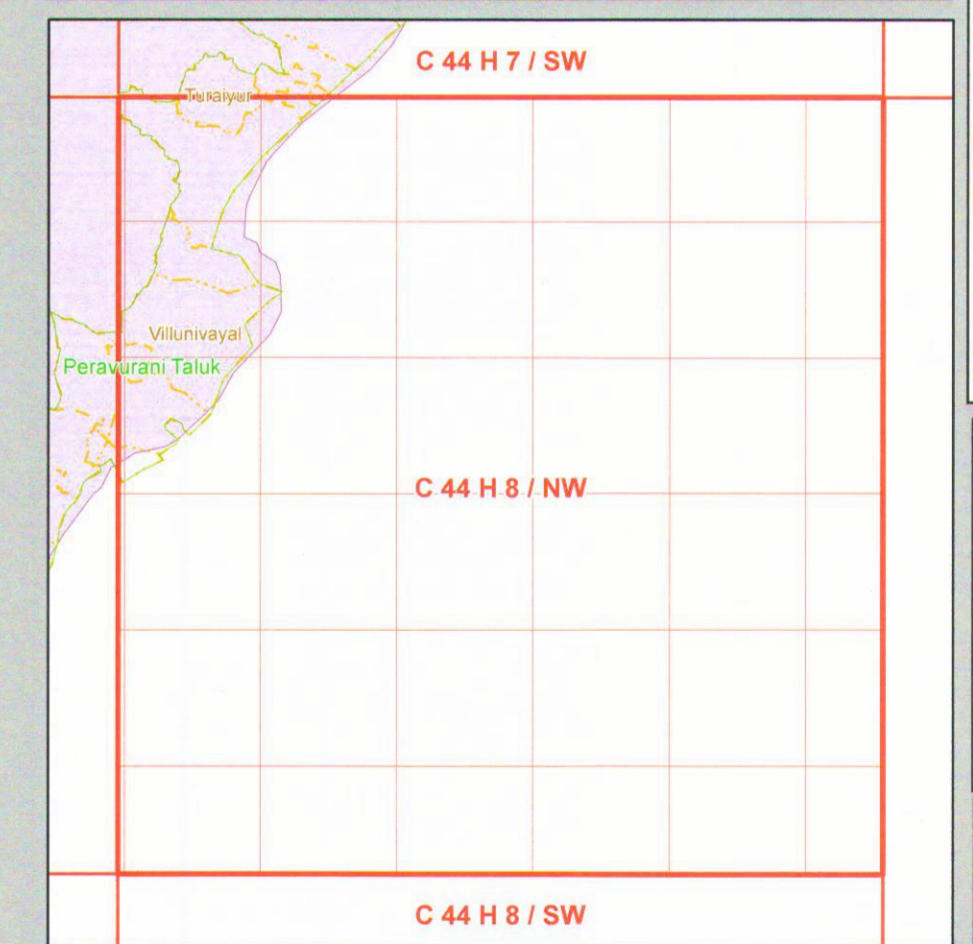 C 44 H 7 / SW
Turaiyur
Villunivayal
Peravurani Taluk
C 44 H 8 / NW
C 44 H 8 / SW